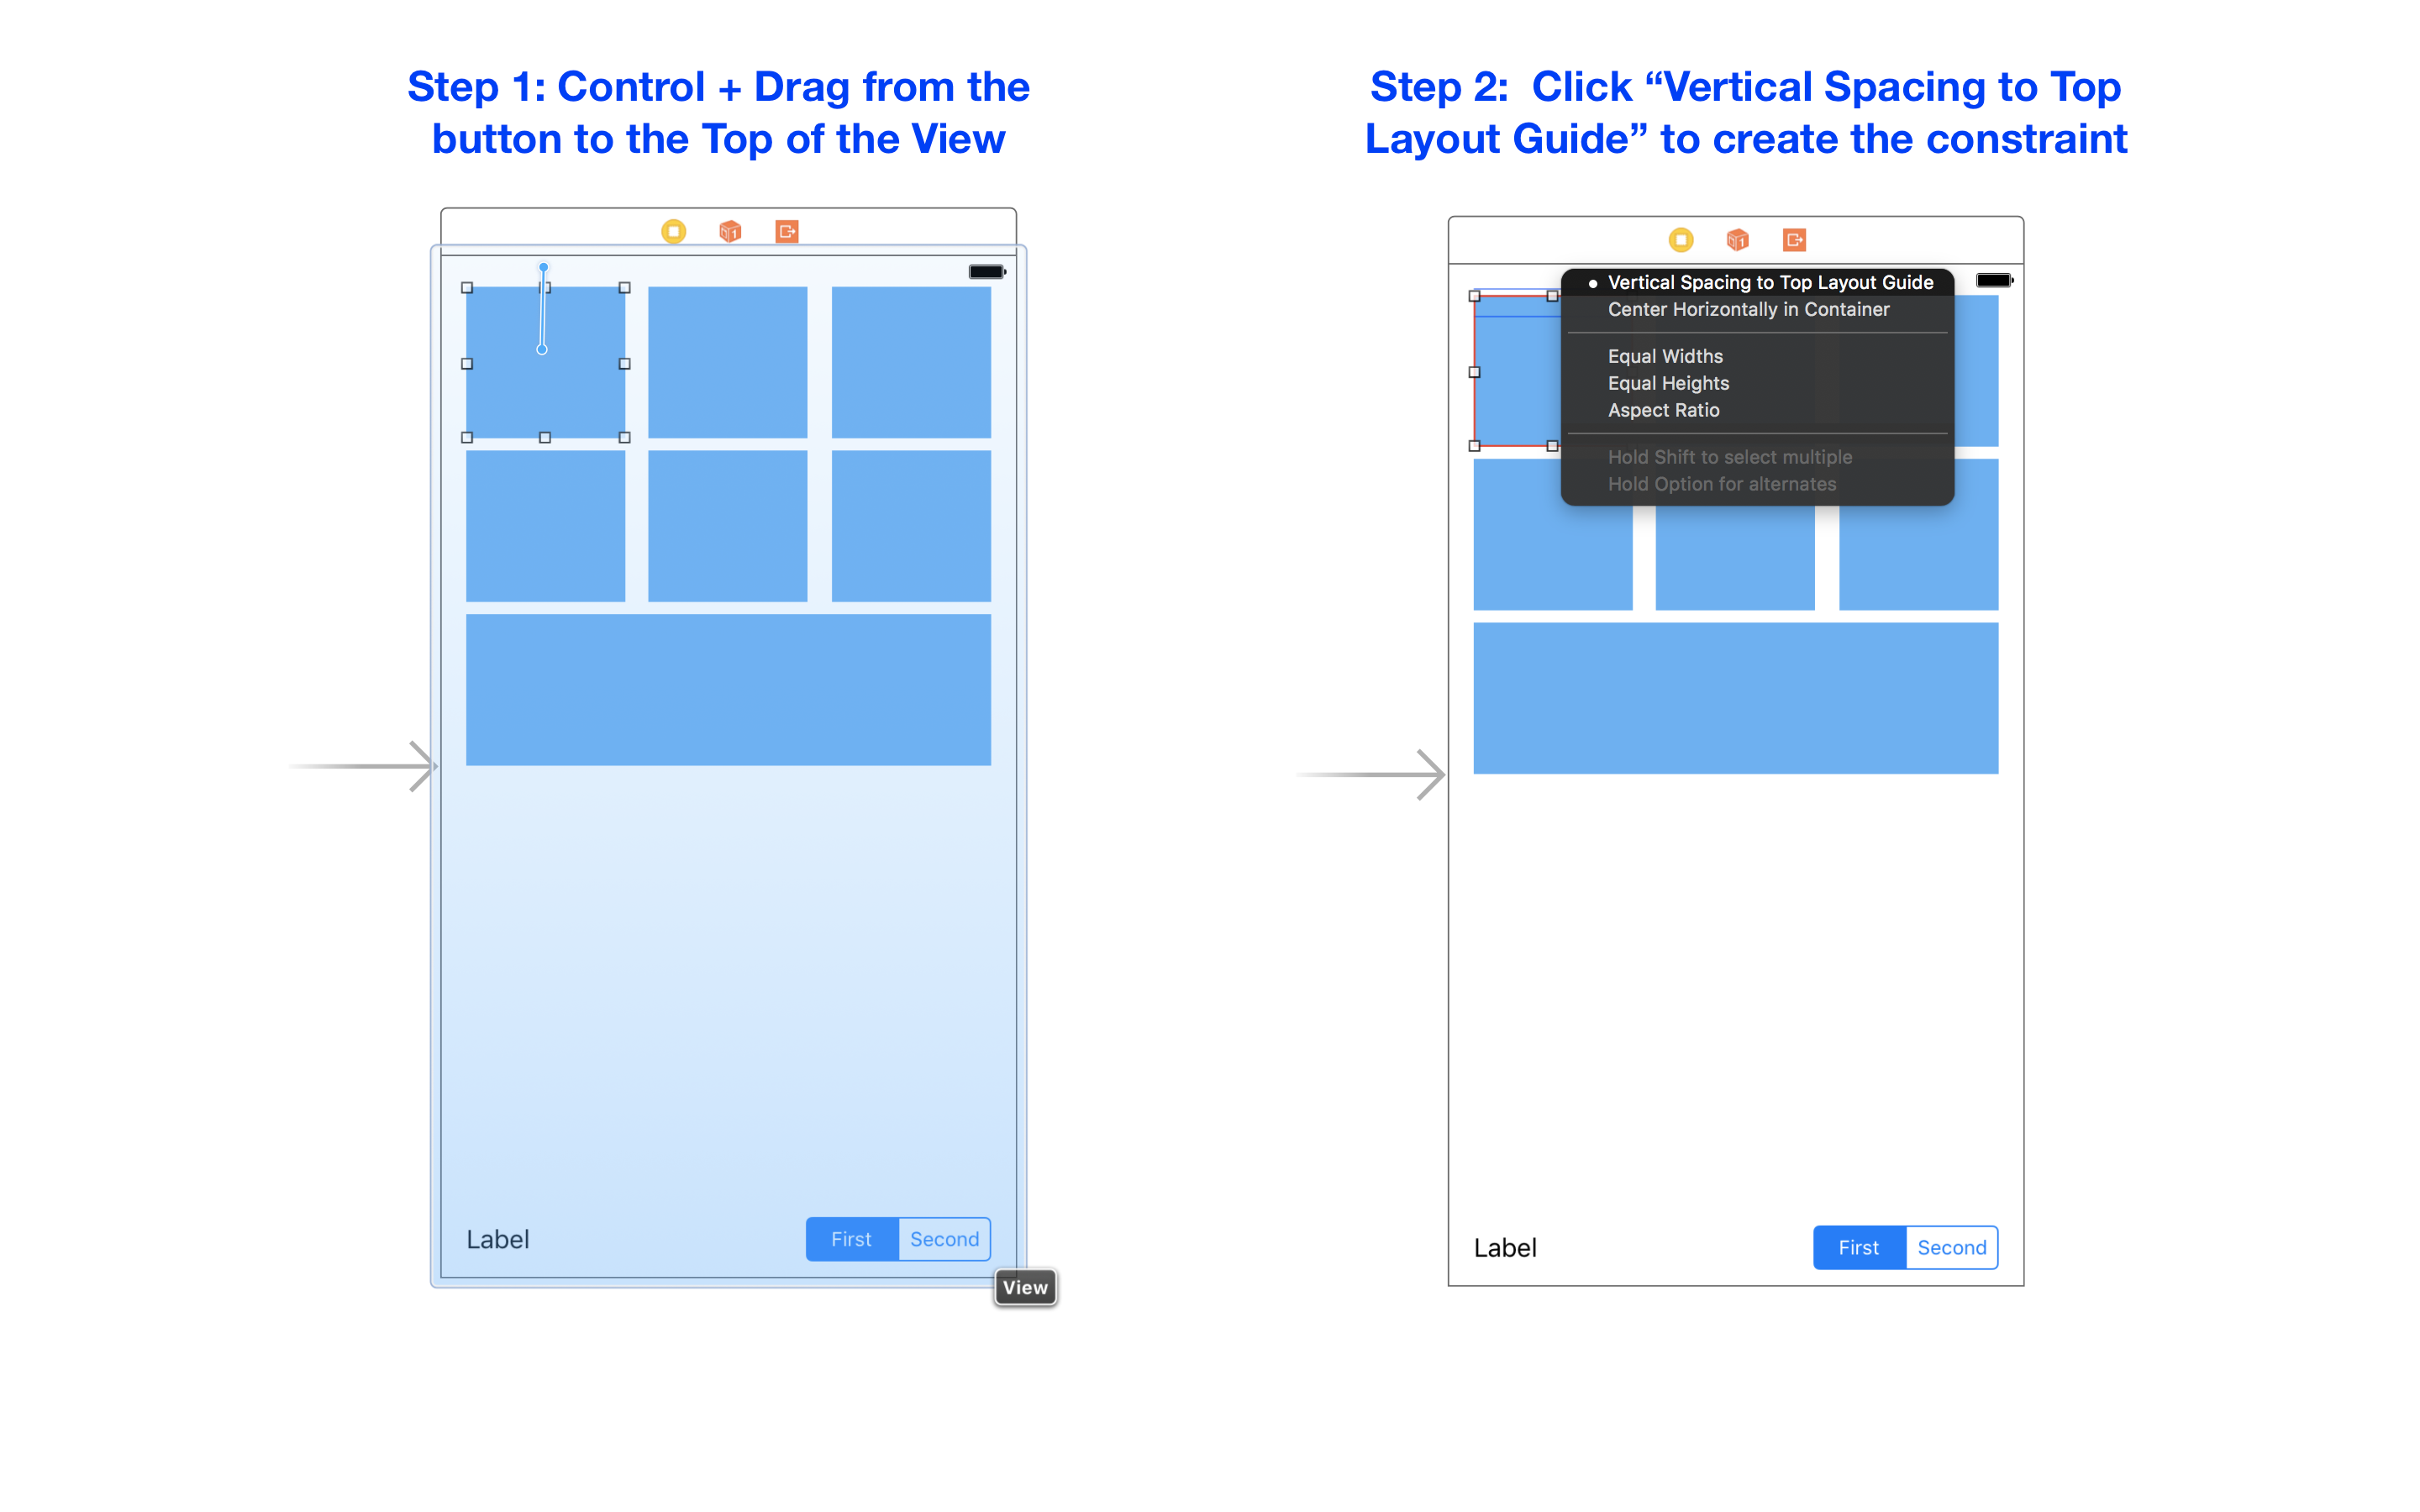 Step 1: Control + Drag from the
button to the Top of the View
Step 2:  Click “Vertical Spacing to Top
Layout Guide” to create the constraint
1
Label
First
Second
View
1
Vertical Spacing to Top Layout Guide
Center Horizontally in Container
Equal Widths
Equal Heights
Aspect Ratio
Hold Shift to select multiple
Hold Option for alternates
Label
First
Second